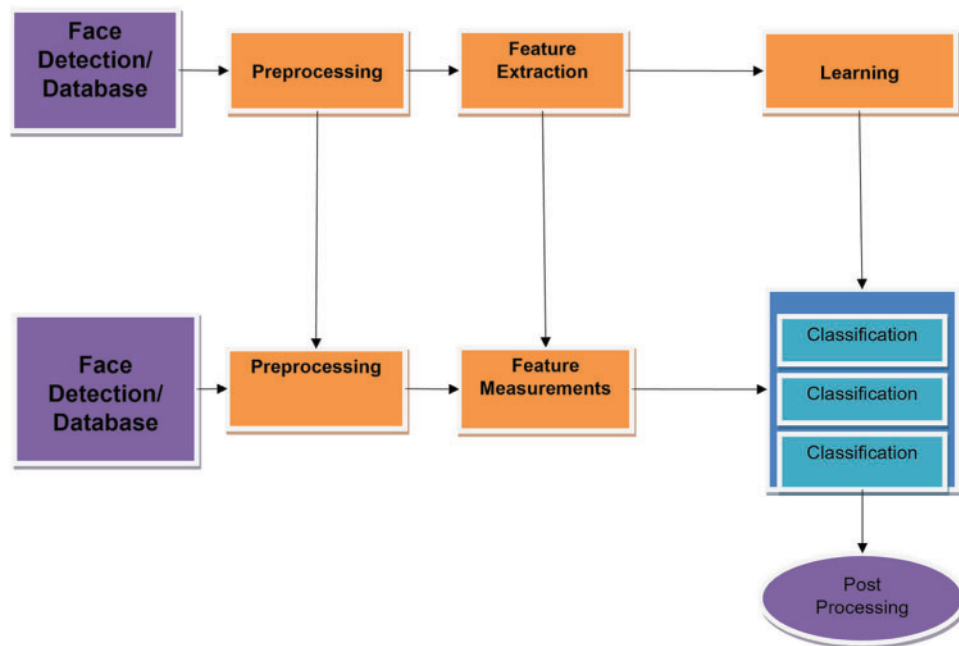 Face
Detection/
Database
Preprocessing
Feature
Extraction
Learning
Face
Detection/
Database
Preprocessing
Feature
Measurements
Classification
Classification
Classification
Post
Processing